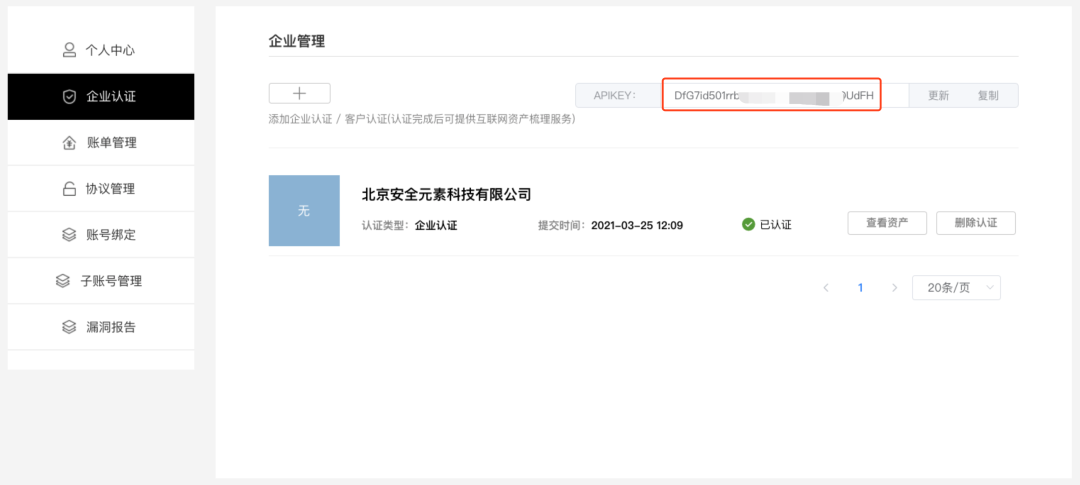 个人中心
企业认证
账单管理
协议管理
账号绑定
子账号管理
漏洞报告
企业管理
APIKEY: DfG7id501rrb UdFH 更新 复制
添加企业认证 / 客户认证(认证完成后可提供互联网资产梳理服务)
无
北京安全元素科技有限公司
认证类型: 企业认证 提交时间: 2021-03-25 12:09 已认证 查看资产 删除认证
1 20条/页